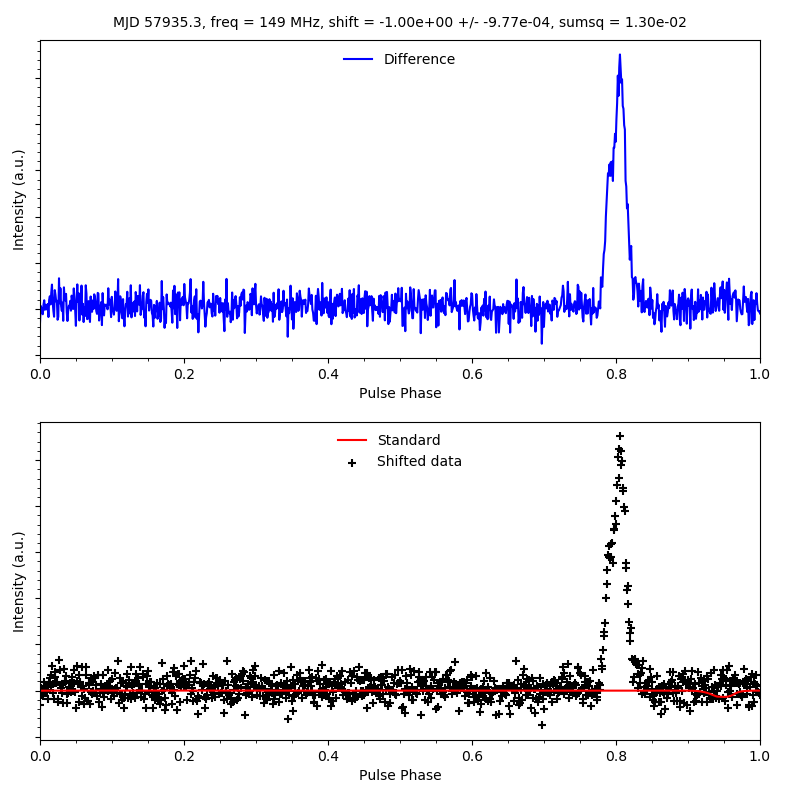 MJD 57935.3, freq = 149 MHz, shift = -1.00e+00 +/- -9.77e-04, sumsq = 1.30e-02
Difference
Intensity (a.u.)
0.0 0.2 0.4 0.6 0.8 1.0
Pulse Phase
Standard
Shifted data
Intensity (a.u.)
0.0 0.2 0.4 0.6 0.8 1.0
Pulse Phase